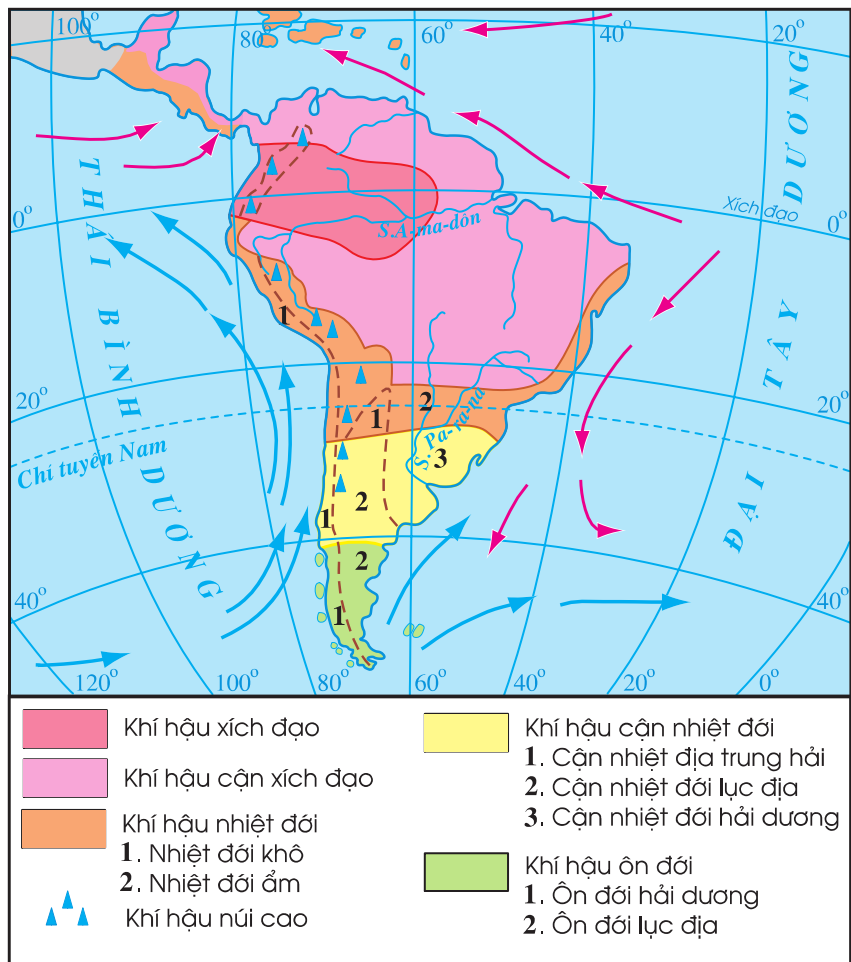 100°
80°
60°
40°
20°
THÁI BÌNH DƯƠNG
ĐẠI TÂY DƯƠNG
0°
Xích đạo
0°
S.A-ma-dôn
1
20°
1
2
S. Pa-ra-na
20°
Chí tuyến Nam
3
2
1
2
1
40°
40°
120°
100°
80°
60°
40°
20°
0°
Khí hậu xích đạo
Khí hậu cận xích đạo
Khí hậu nhiệt đới
1. Nhiệt đới khô
2. Nhiệt đới ẩm
Khí hậu núi cao
Khí hậu cận nhiệt đới
1. Cận nhiệt địa trung hải
2. Cận nhiệt đới lục địa
3. Cận nhiệt đới hải dương
Khí hậu ôn đới
1. Ôn đới hải dương
2. Ôn đới lục địa